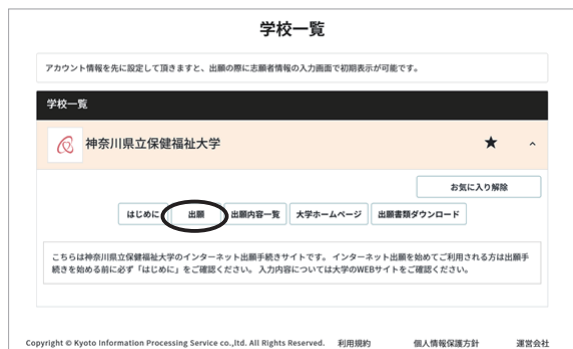 学校一覧
アカウント情報を先に設定して頂きますと、出願の際に志願者情報の入力画面で初期表示が可能です。
学校一覧
神奈川県立保健福祉大学
お気に入り解除
はじめに 出願 出願内容一覧 大学ホームページ 出願書類ダウンロード
こちらは神奈川県立保健福祉大学のインターネット出願手続きサイトです。 インターネット出願を始めてご利用される方は出願手
続きを始める前に必ず「はじめに」をご確認ください。 入力内容については大学のWEBサイトをご確認ください。
Copyright © Kyoto Information Processing Service co.,ltd. All Rights Reserved. 利用規約 個人情報保護方針 運営会社